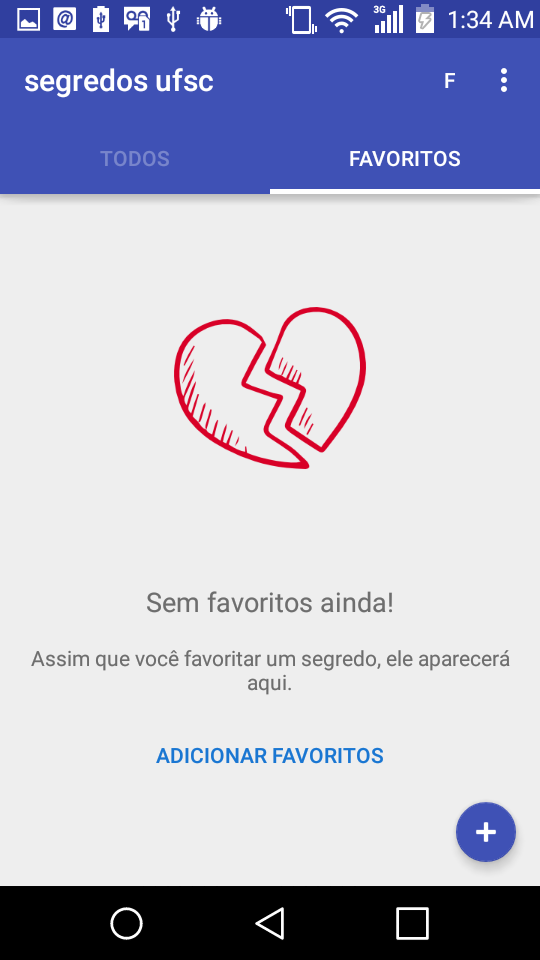 3G
1:34 AM
segredos ufsc
F
TODOS
FAVORITOS
Sem favoritos ainda!
Assim que você favoritar um segredo, ele aparecerá
aqui.
ADICIONAR FAVORITOS